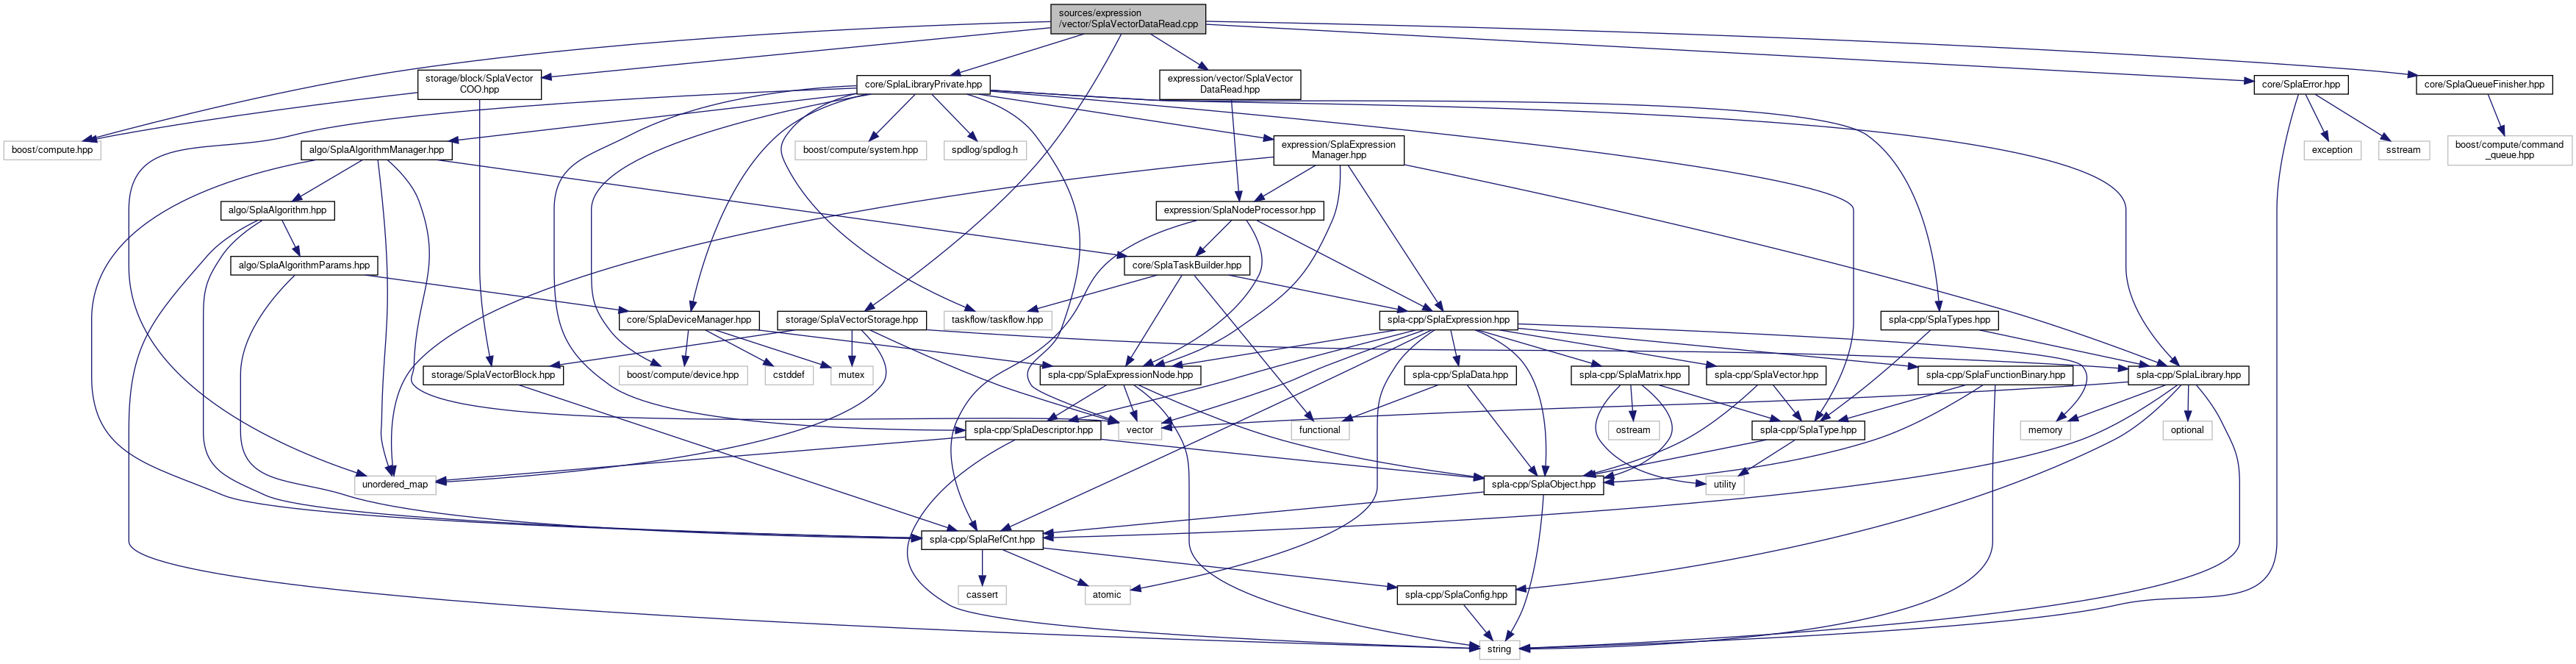 sources/expression
/vector/SplaVectorDataRead.cpp
storage/block/SplaVector
COO.hpp
core/SplaLibraryPrivate.hpp
expression/vector/SplaVector
DataRead.hpp
core/SplaError.hpp
core/SplaQueueFinisher.hpp
boost/compute.hpp
algo/SplaAlgorithmManager.hpp
boost/compute/system.hpp
spdlog/spdlog.h
expression/SplaExpression
Manager.hpp
exception
sstream
boost/compute/command
_queue.hpp
algo/SplaAlgorithm.hpp
expression/SplaNodeProcessor.hpp
algo/SplaAlgorithmParams.hpp
core/SplaTaskBuilder.hpp
core/SplaDeviceManager.hpp
storage/SplaVectorStorage.hpp
taskflow/taskflow.hpp
spla-cpp/SplaExpression.hpp
spla-cpp/SplaTypes.hpp
storage/SplaVectorBlock.hpp
boost/compute/device.hpp
cstddef
mutex
spla-cpp/SplaExpressionNode.hpp
spla-cpp/SplaData.hpp
spla-cpp/SplaMatrix.hpp
spla-cpp/SplaVector.hpp
spla-cpp/SplaFunctionBinary.hpp
spla-cpp/SplaLibrary.hpp
spla-cpp/SplaDescriptor.hpp
vector
functional
ostream
spla-cpp/SplaType.hpp
memory
optional
unordered_map
spla-cpp/SplaObject.hpp
utility
spla-cpp/SplaRefCnt.hpp
cassert
atomic
spla-cpp/SplaConfig.hpp
string